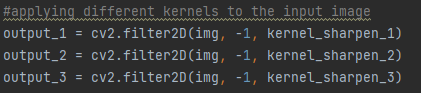 #applying different kernels to the input image
output_1 = cv2.filter2D(img, -1, kernel_sharpen_1)
output_2 = cv2.filter2D(img, -1, kernel_sharpen_2)
output_3 = cv2.filter2D(img, -1, kernel_sharpen_3)